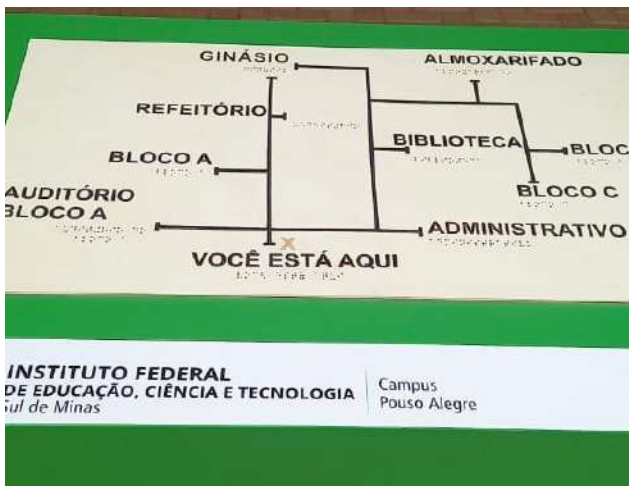 GINÁSIO
ALMOXARIFADO
REFEITÓRIO
BIBLIOTECA
BLOC
BLOCO A
BLOCO C
AUDITÓRIO
BLOCO A
ADMINISTRATIVO
X
VOCÊ ESTÁ AQUI
INSTITUTO FEDERAL
DE EDUCAÇÃO, CIÊNCIA E TECNOLOGIA
Sul de Minas
Campus
Pouso Alegre